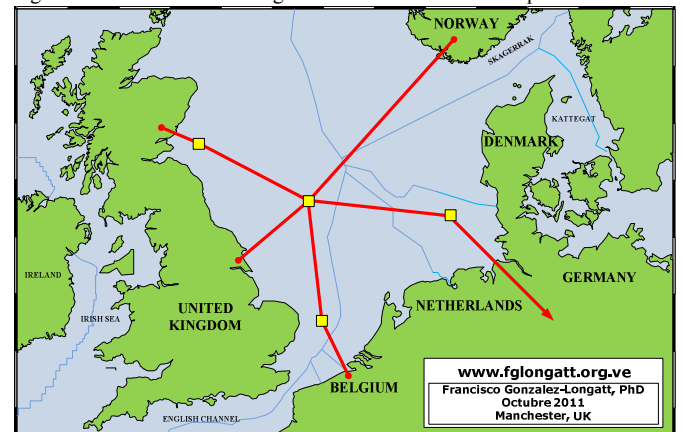 NORWAY
SKAGERRAK
KATTEGAT
DENMARK
IRELAND
GERMANY
UNITED
KINGDOM
IRISH SEA
NETHERLANDS
BELGIUM
ENGLISH CHANNEL
www.fglongatt.org.ve
Francisco Gonzalez-Longatt, PhD
Octubre 2011
Manchester, UK